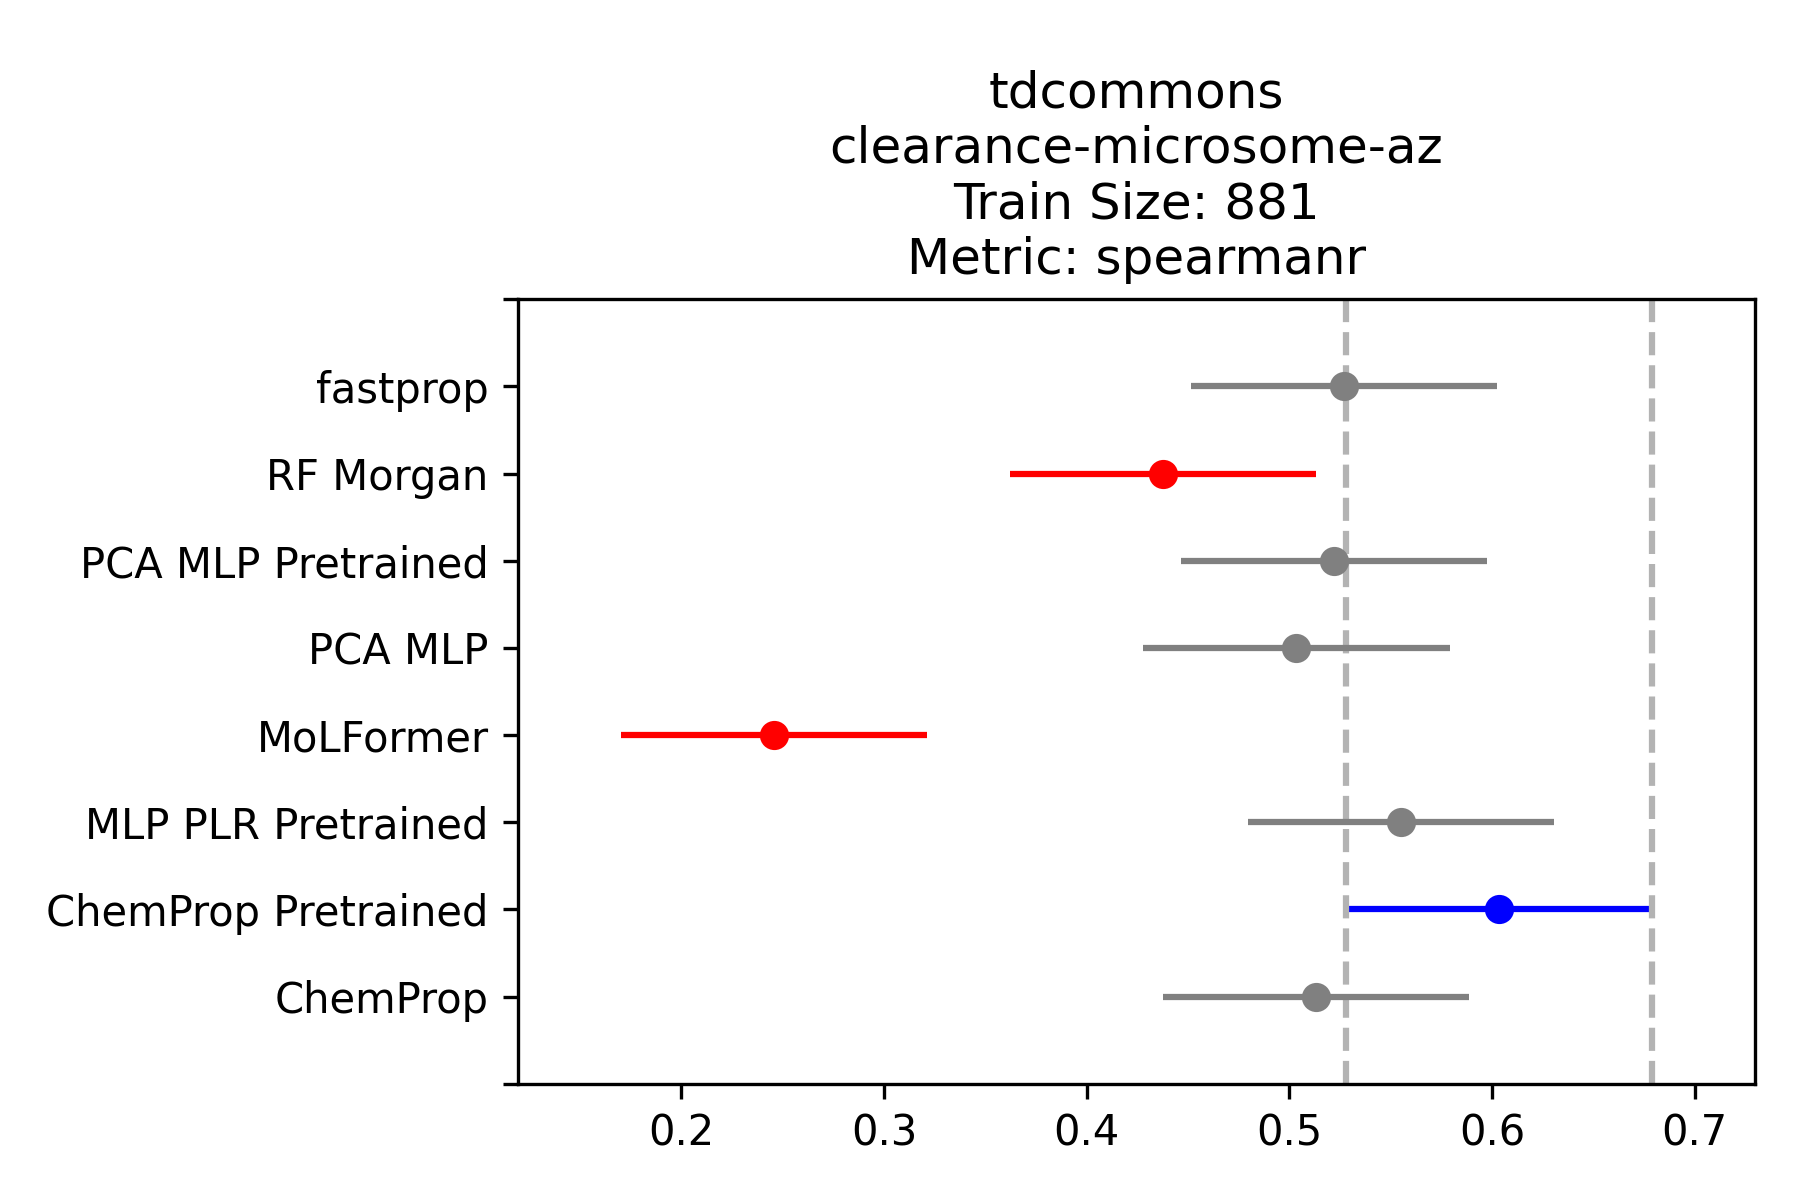 tdcommons
clearance-microsome-az
Train Size: 881
Metric: spearmanr
fastprop
RF Morgan
PCA MLP Pretrained
PCA MLP
MoLFormer
MLP PLR Pretrained
ChemProp Pretrained
ChemProp
0.2 0.3 0.4 0.5 0.6 0.7